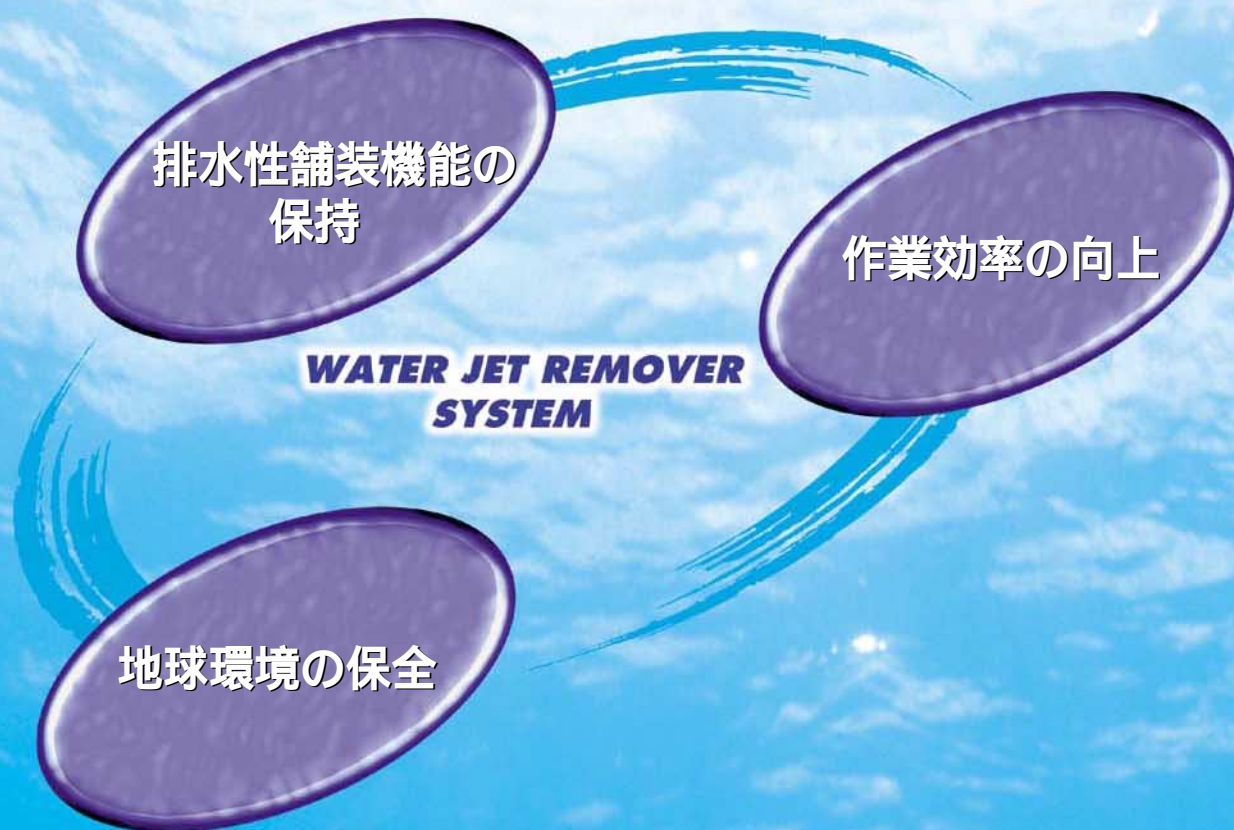 排水性舗装機能の
保持
作業効率の向上
WATER JET REMOVER
SYSTEM
地球環境の保全